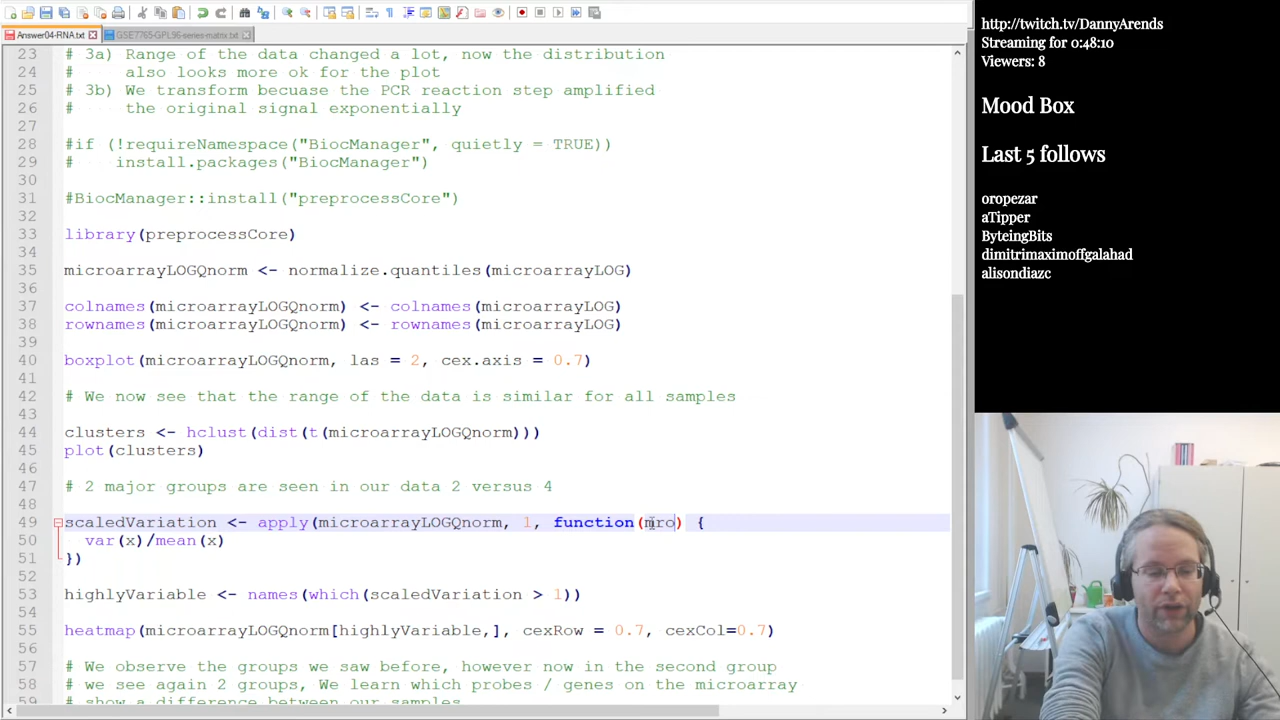 Answer04-RNA.txt GSE7765-GPL96-series-matrix.txt
23 # 3a) Range of the data changed a lot, now the distribution
24 #    also looks more ok for the plot
25 # 3b) We transform becuase the PCR reaction step amplified
26 #    the original signal exponentially
27
28 #if (!requireNamespace("BiocManager", quietly = TRUE))
29 #    install.packages("BiocManager")
30
31 #BiocManager::install("preprocessCore")
32
33 library(preprocessCore)
34
35 microarrayLOGQnorm <- normalize.quantiles(microarrayLOG)
36
37 colnames(microarrayLOGQnorm) <- colnames(microarrayLOG)
38 rownames(microarrayLOGQnorm) <- rownames(microarrayLOG)
39
40 boxplot(microarrayLOGQnorm, las = 2, cex.axis = 0.7)
41
42 # We now see that the range of the data is similar for all samples
43
44 clusters <- hclust(dist(t(microarrayLOGQnorm)))
45 plot(clusters)
46
47 # 2 major groups are seen in our data 2 versus 4
48
49 scaledVariation <- apply(microarrayLOGQnorm, 1, function(mro) {
50   var(x)/mean(x)
51 })
52
53 highlyVariable <- names(which(scaledVariation > 1))
54
55 heatmap(microarrayLOGQnorm[highlyVariable,], cexRow = 0.7, cexCol=0.7)
56
57 # We observe the groups we saw before, however now in the second group
58 # we see again 2 groups, We learn which probes / genes on the microarray
59 # show a difference between our samples
http://twitch.tv/DannyArends
Streaming for 0:48:10
Viewers: 8
Mood Box
Last 5 follows
oropezar
aTipper
ByteingBits
dimitrimaximoffgalahad
alisondiazc